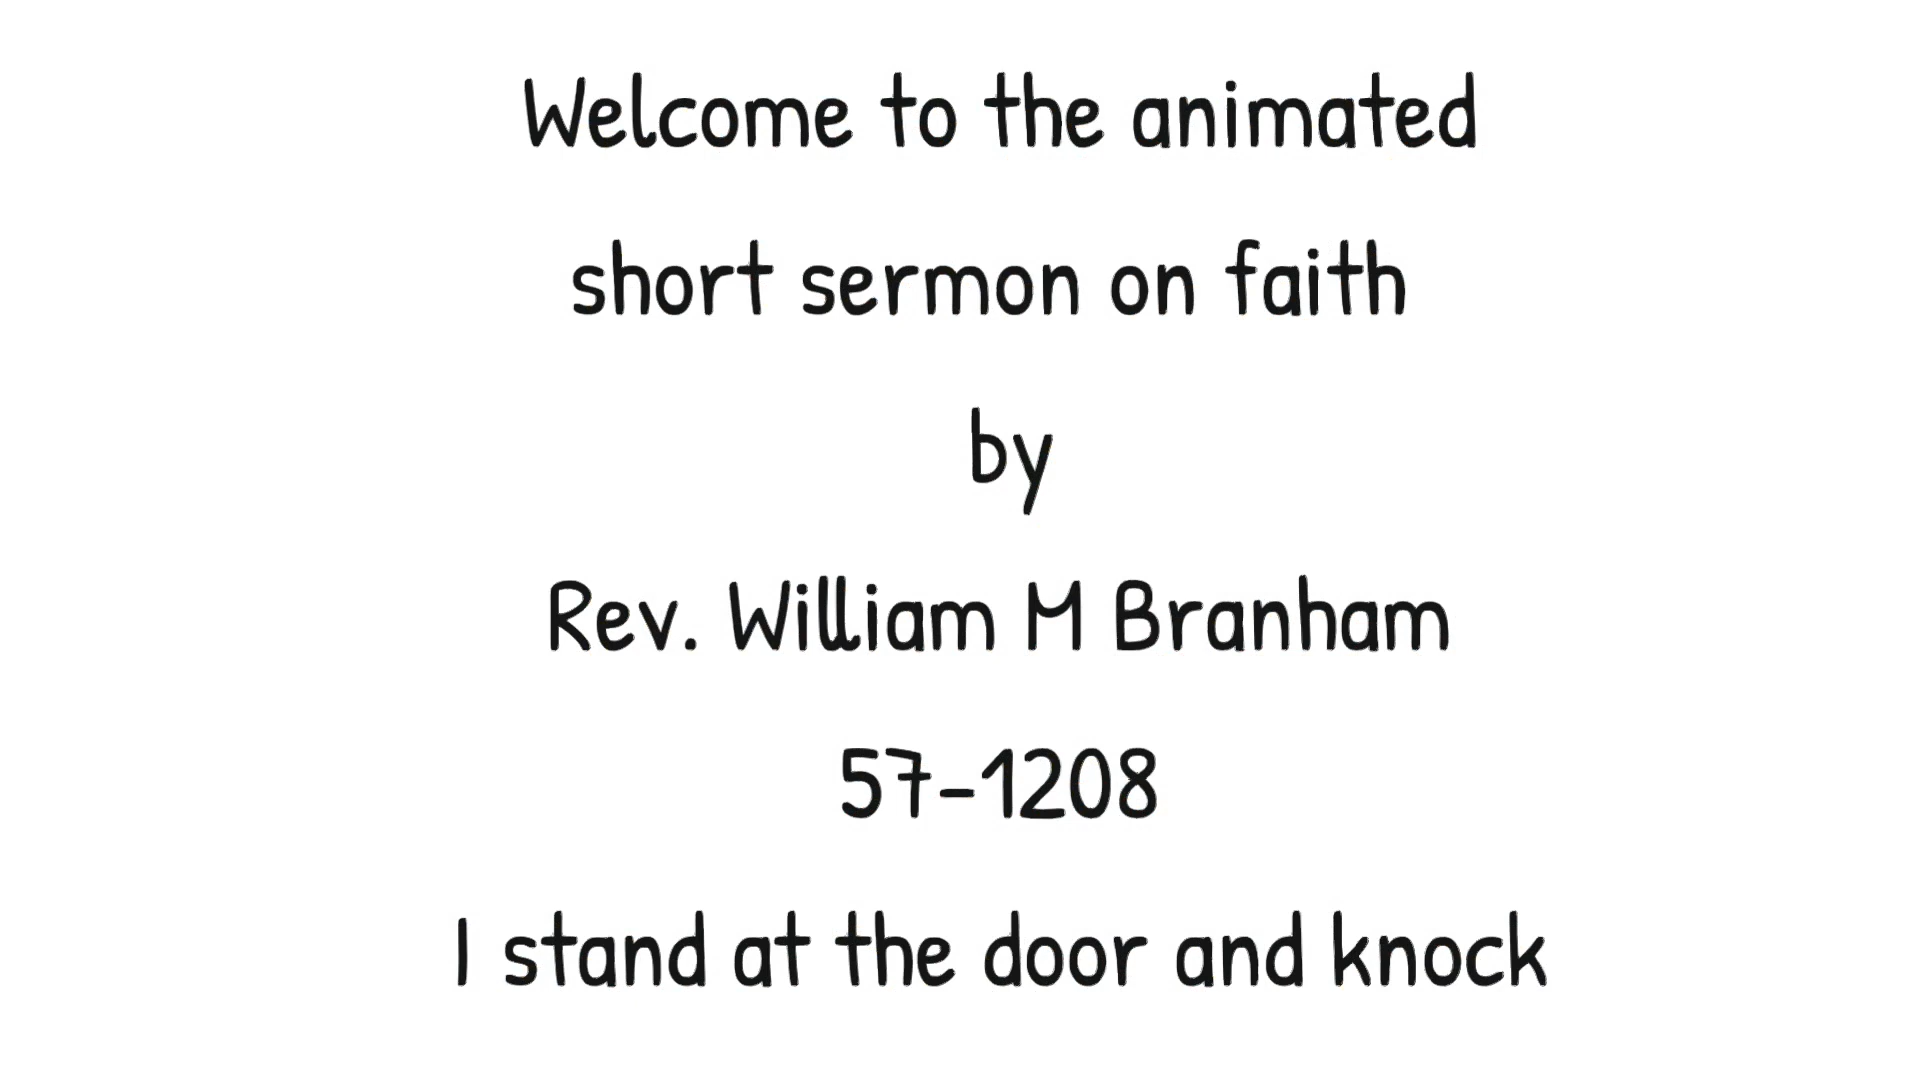 Welcome to the animated
short sermon on faith
by
Rev. William M Branham
57-1208
I stand at the door and knock